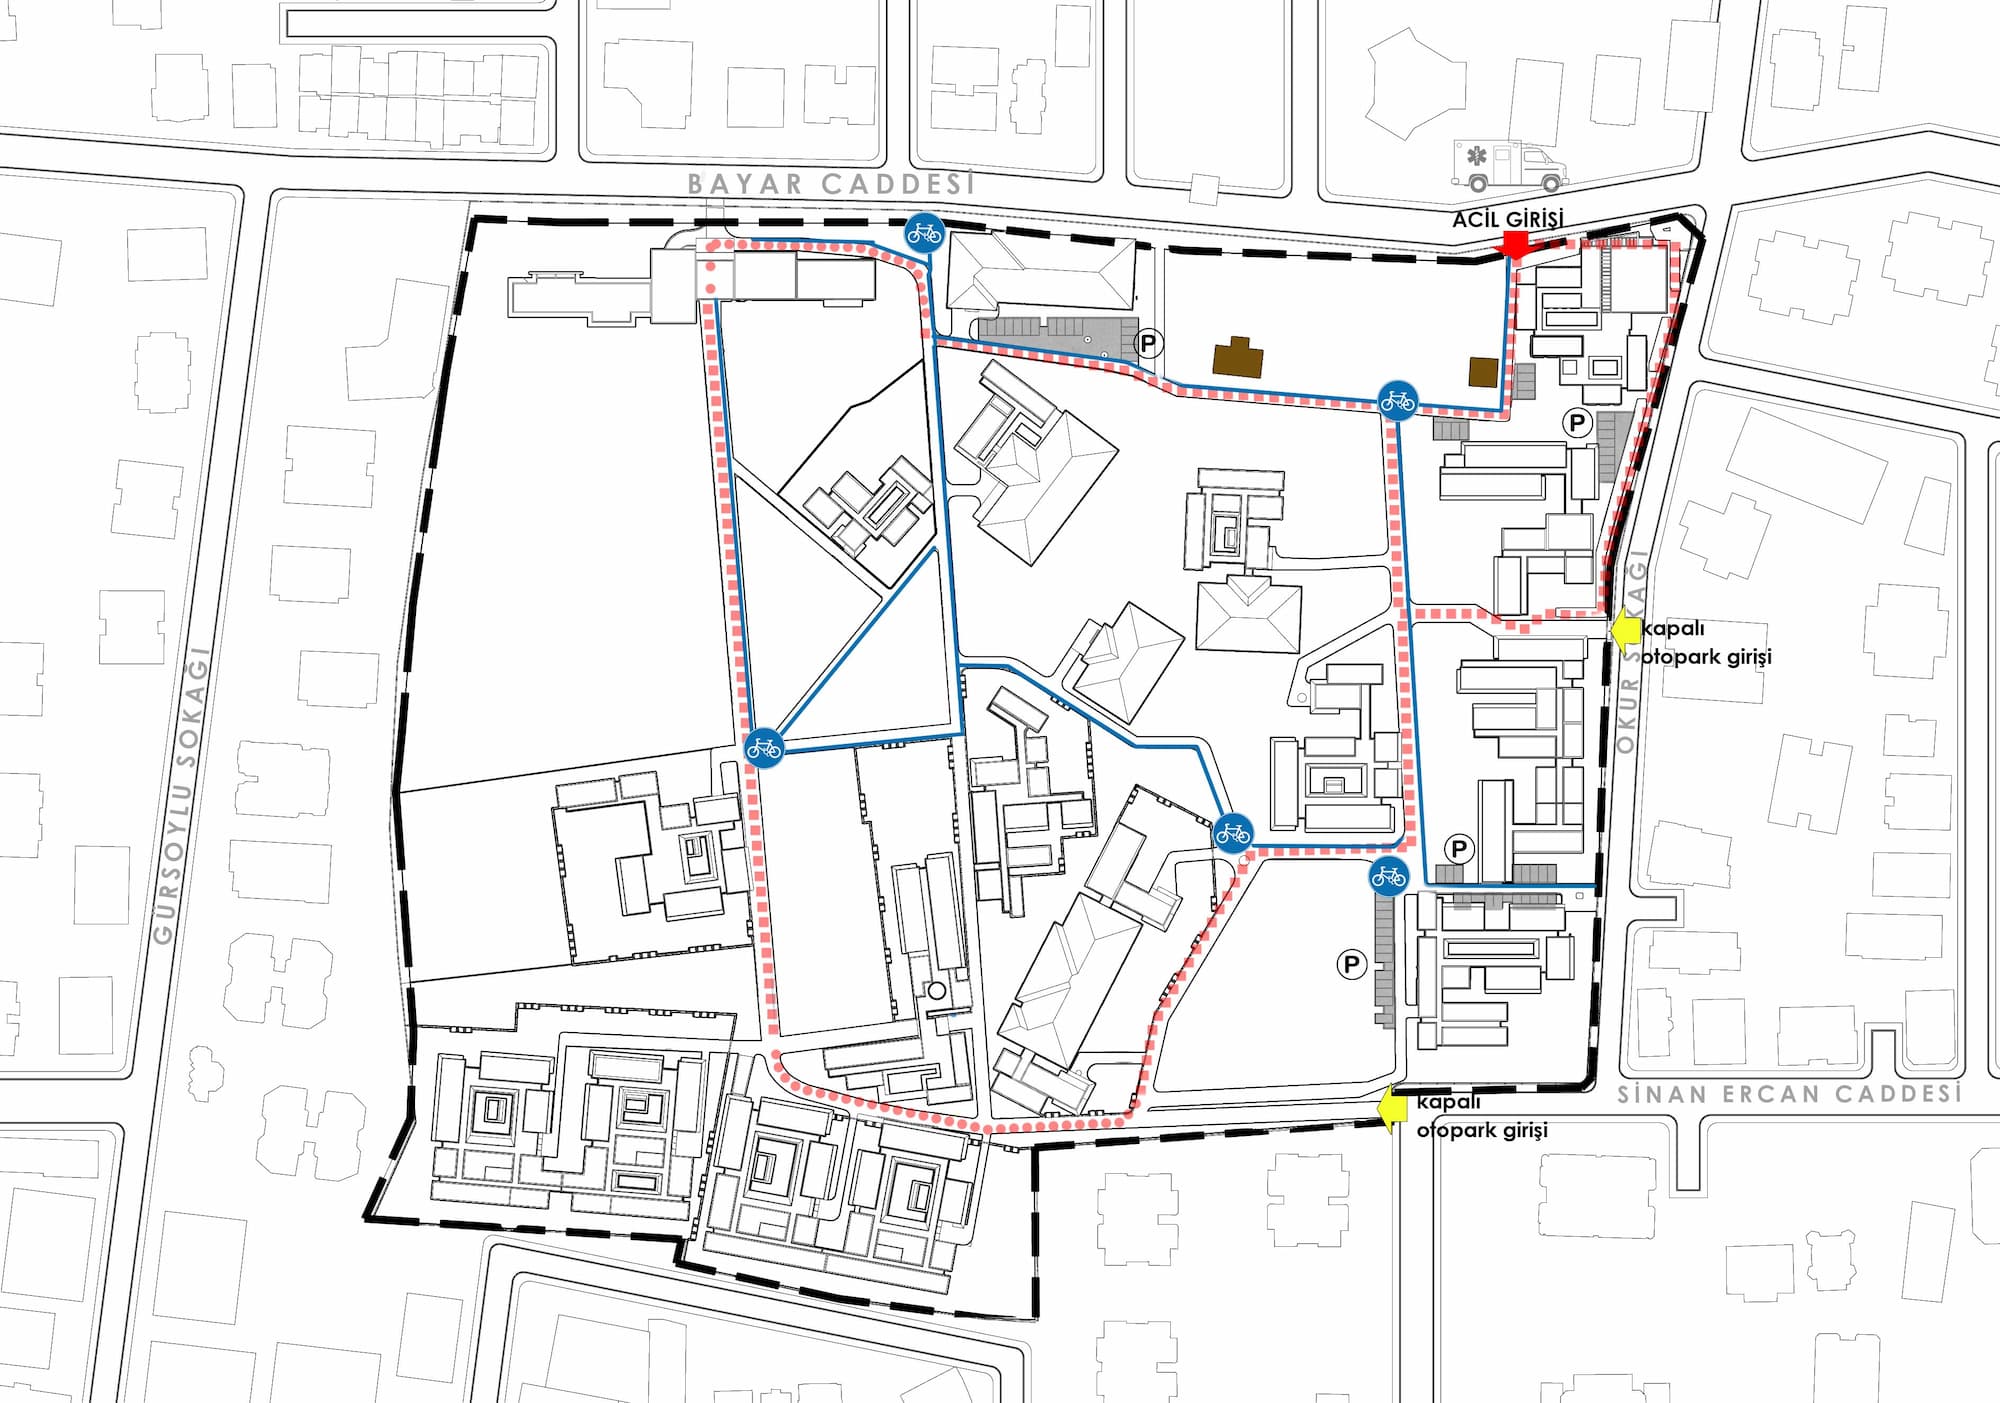 BAYAR CADDESİ
ACİL GİRİŞİ
P
P
GÜRSOYLU SOKAĞI
OKUR SOKAĞI
kapalı
otopark girişi
P
P
SİNAN ERCAN CADDESİ
kapalı
otopark girişi